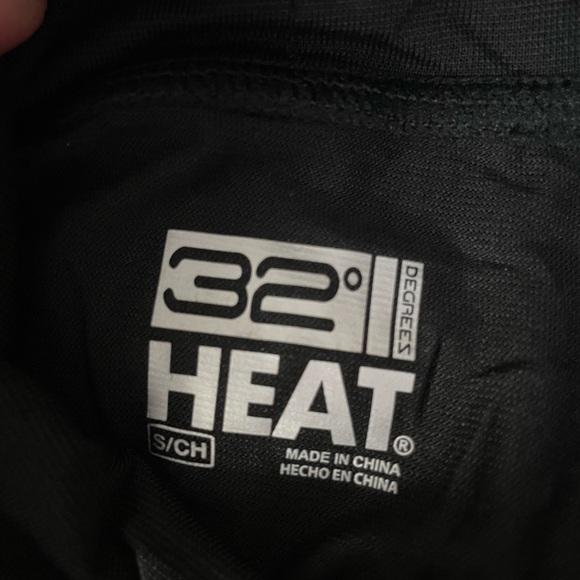 32°
DEGREES
HEAT®
S/CH
MADE IN CHINA
HECHO EN CHINA